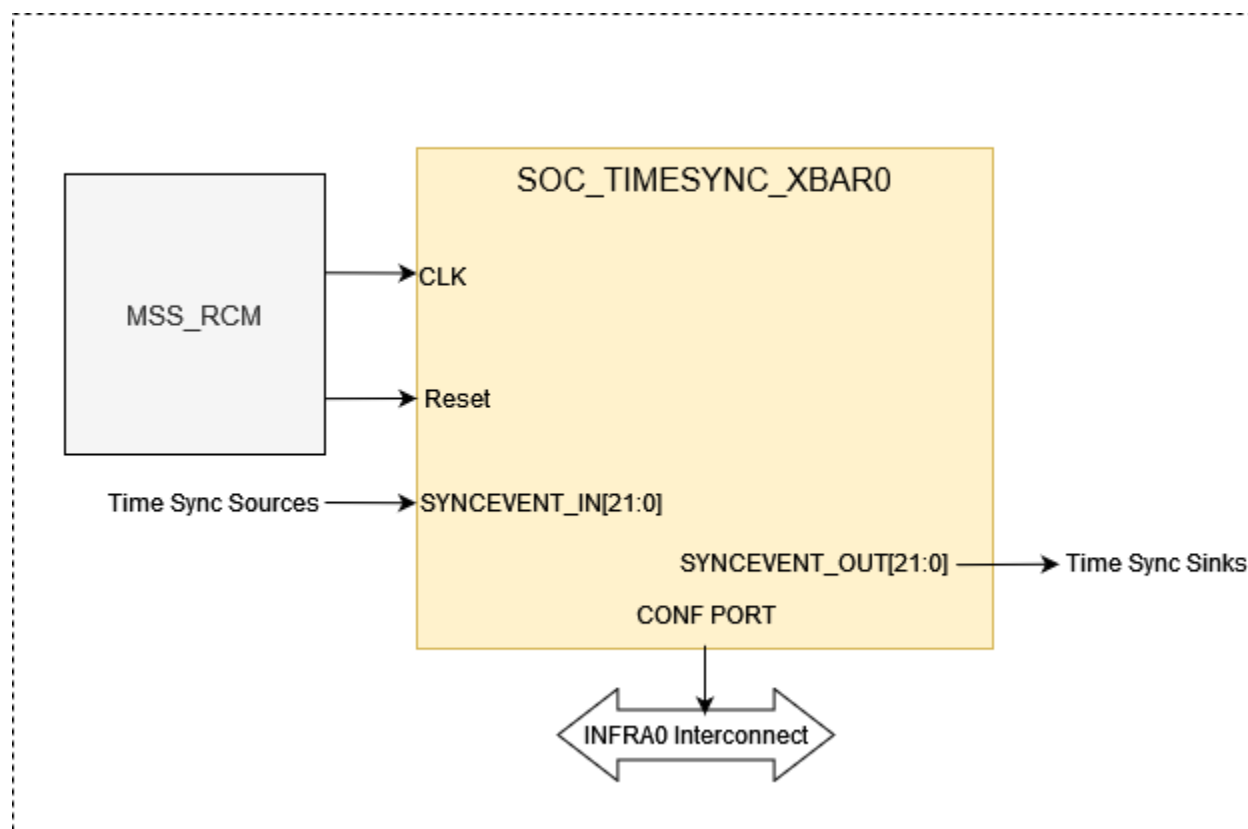 SOC_TIMESYNC_XBAR0
CLK
MSS_RCM
Reset
Time Sync Sources
SYNCEVENT_IN[21:0]
SYNCEVENT_OUT[21:0]
Time Sync Sinks
CONF PORT
INFRA0 Interconnect